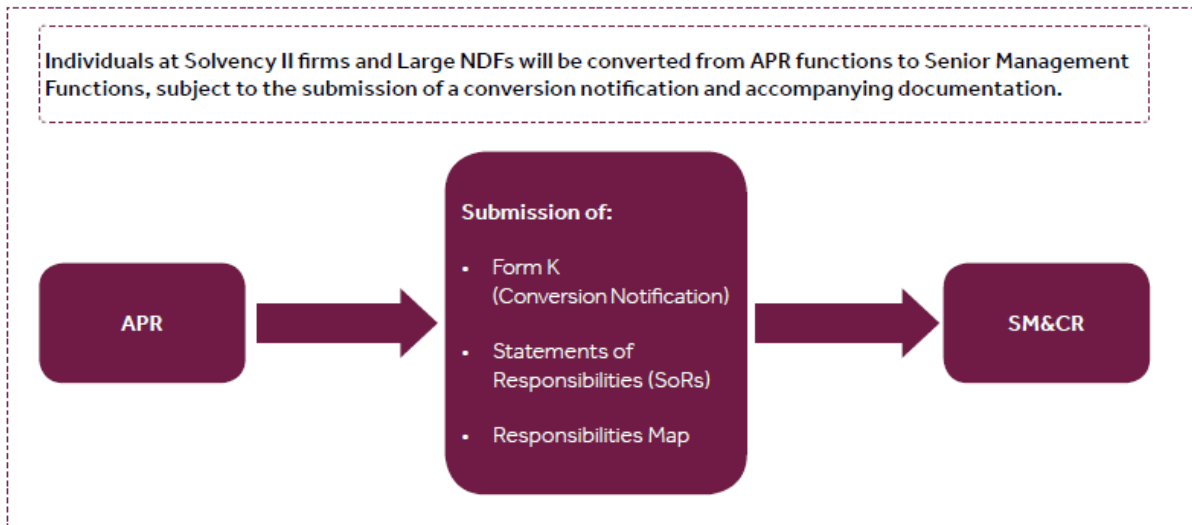 Individuals at Solvency II firms and Large NDFs will be converted from APR functions to Senior Management
Functions, subject to the submission of a conversion notification and accompanying documentation.
APR
Submission of:
• Form K
(Conversion Notification)
• Statements of
Responsibilities (SoRs)
• Responsibilities Map
SM&CR